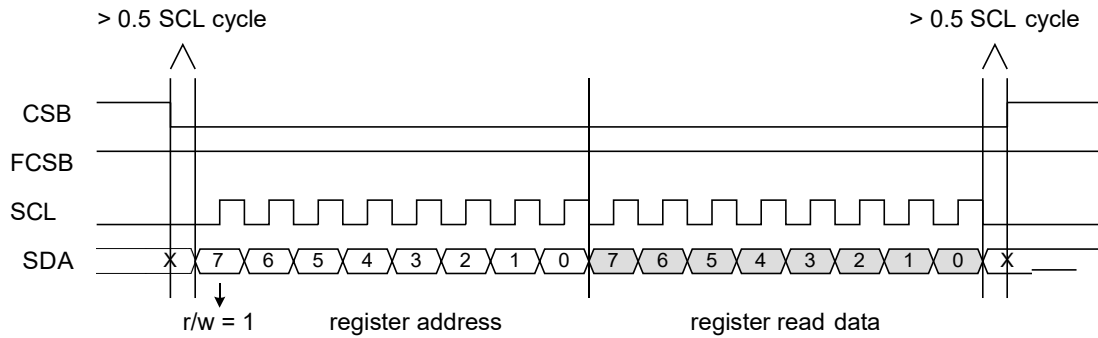 > 0.5 SCL cycle > 0.5 SCL cycle
CSB
FCSB
SCL
SDA X 7 6 5 4 3 2 1 0 7 6 5 4 3 2 1 0 X
r/w = 1 register address register read data